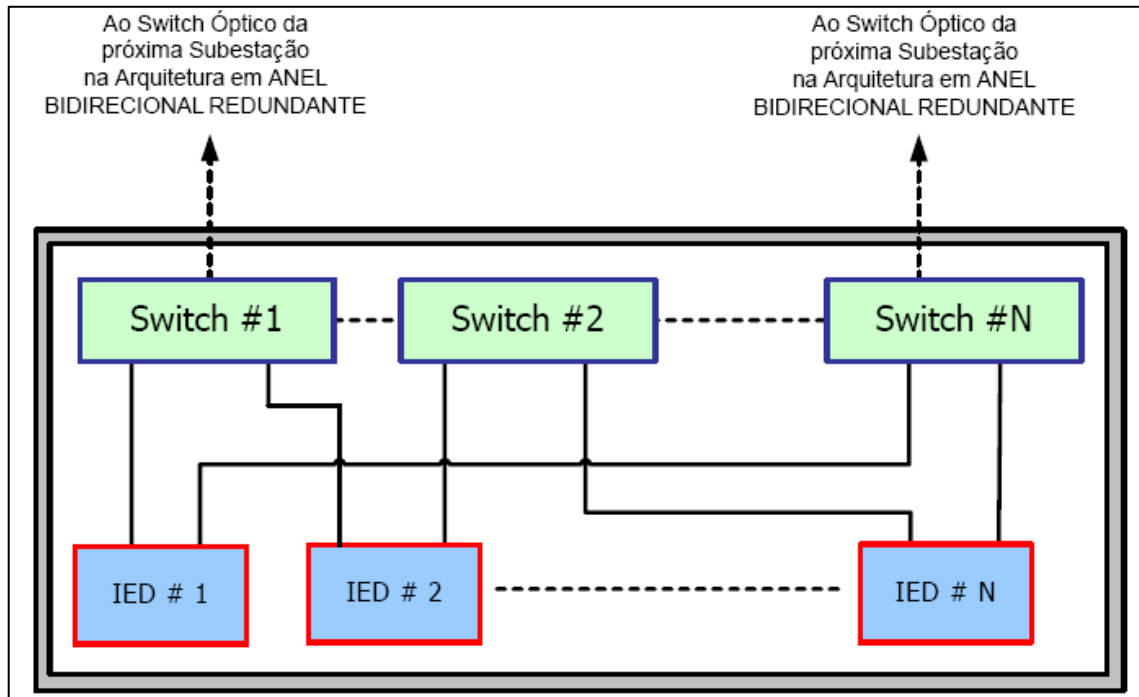 Ao Switch Óptico da
próxima Subestação
na Arquitetura em ANEL
BIDIRECIONAL REDUNDANTE
Ao Switch Óptico da
próxima Subestação
na Arquitetura em ANEL
BIDIRECIONAL REDUNDANTE
Switch #1
Switch #2
Switch #N
IED # 1
IED # 2
IED # N